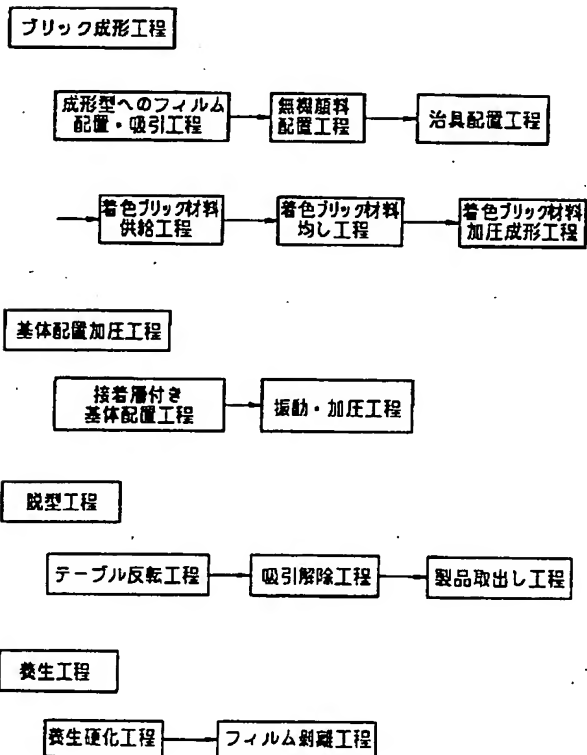 ブリック成形工程
成形型へのフィルム
配置・吸引工程
無機顔料
配置工程
治具配置工程
着色ブリック材料
供給工程
着色ブリック材料
均し工程
着色ブリック材料
加圧成形工程
基体配置加圧工程
接着層付き
基体配置工程
振動・加圧工程
脱型工程
テーブル反転工程
吸引解除工程
製品取出し工程
養生工程
養生硬化工程
フィルム剝離工程